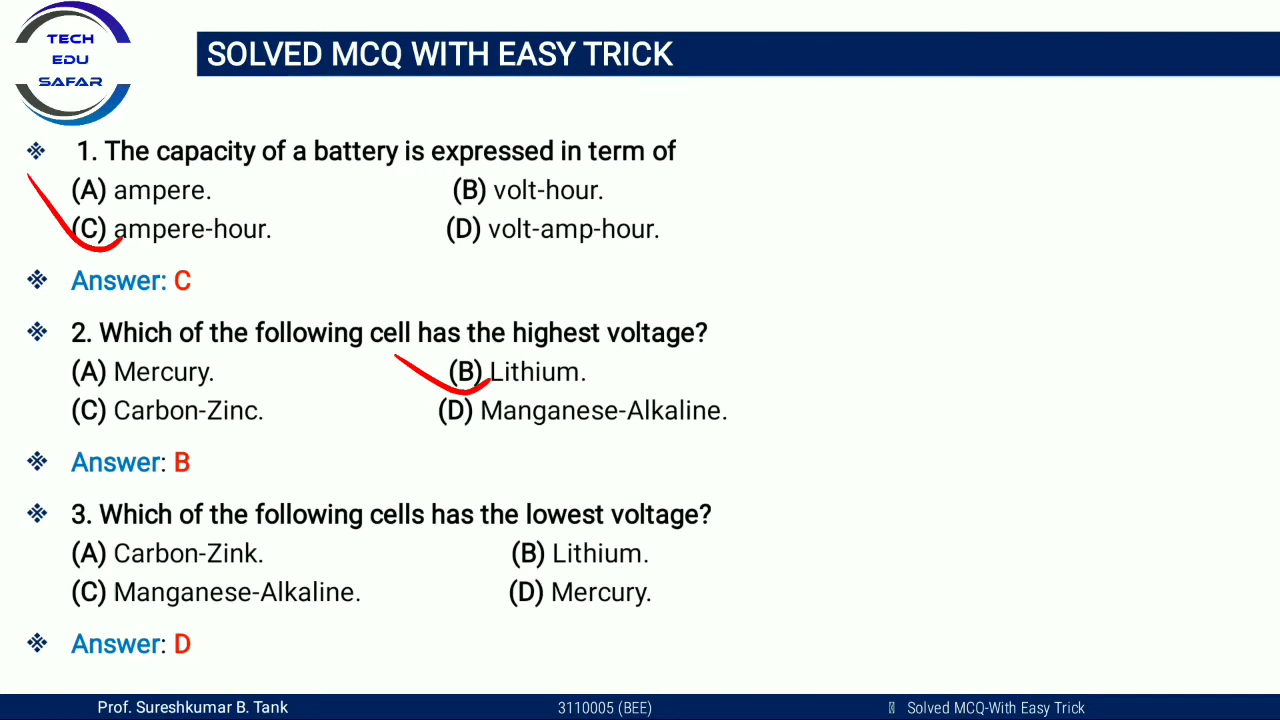 TECH
EDU
SAFAR
SOLVED MCQ WITH EASY TRICK
❖ 1. The capacity of a battery is expressed in term of
(A) ampere. (B) volt-hour.
(C) ampere-hour. (D) volt-amp-hour.
❖ Answer: C
❖ 2. Which of the following cell has the highest voltage?
(A) Mercury. (B) Lithium.
(C) Carbon-Zinc. (D) Manganese-Alkaline.
❖ Answer: B
❖ 3. Which of the following cells has the lowest voltage?
(A) Carbon-Zink. (B) Lithium.
(C) Manganese-Alkaline. (D) Mercury.
❖ Answer: D
Prof. Sureshkumar B. Tank 3110005 (BEE) Solved MCQ-With Easy Trick